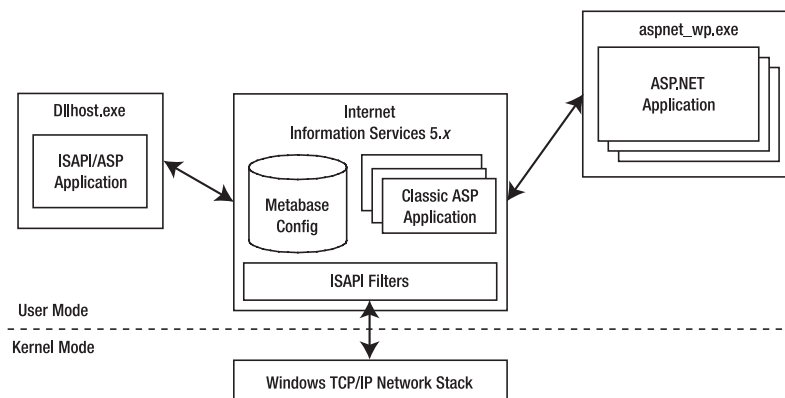 aspnet_wp.exe
ASP.NET
Application
Dllhost.exe
ISAPI/ASP
Application
Internet
Information Services 5.x
Metabase
Config
Classic ASP
Application
ISAPI Filters
User Mode
Kernel Mode
Windows TCP/IP Network Stack